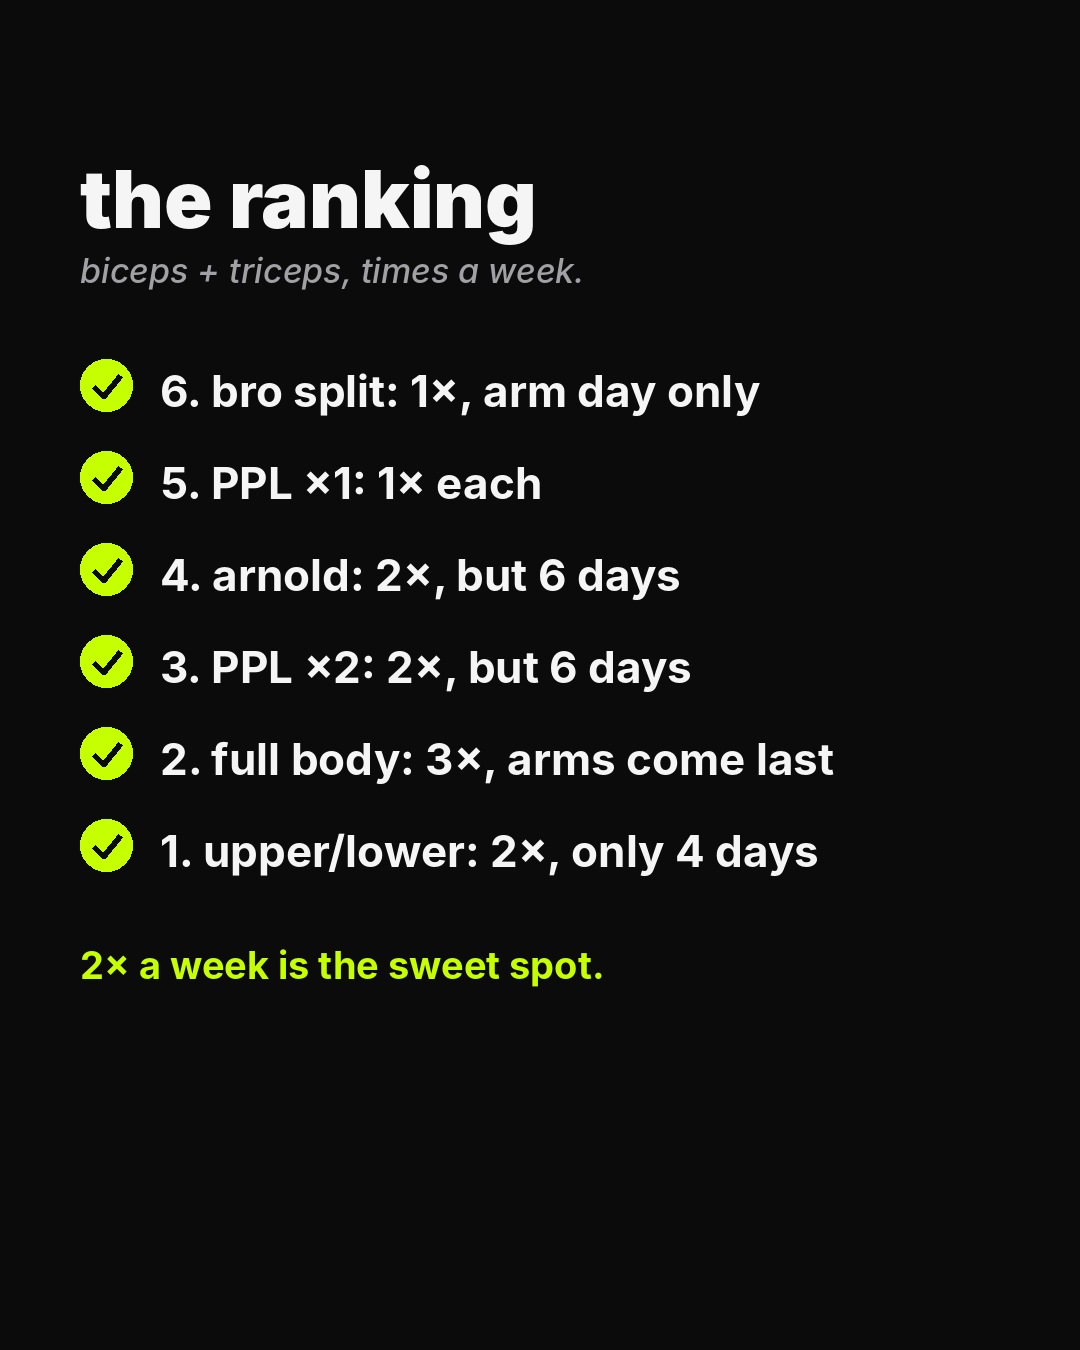 the ranking
biceps + triceps, times a week.
6. bro split: 1×, arm day only
5. PPL ×1: 1× each
4. arnold: 2×, but 6 days
3. PPL ×2: 2×, but 6 days
2. full body: 3×, arms come last
1. upper/lower: 2×, only 4 days
2× a week is the sweet spot.